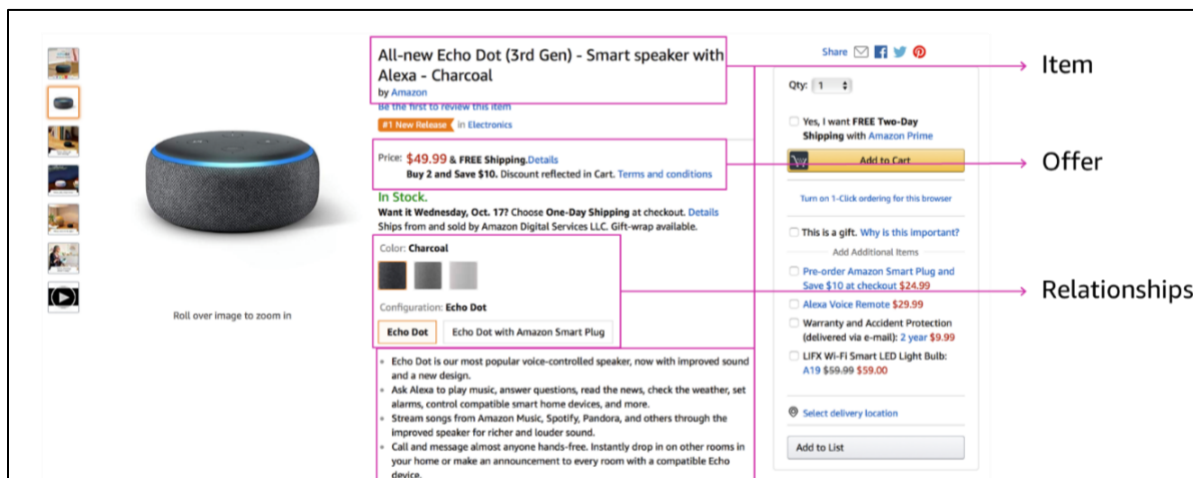 All-new Echo Dot (3rd Gen) - Smart speaker with
Alexa - Charcoal
by Amazon
Be the first to review this item
#1 New Release in Electronics
Price: $49.99 & FREE Shipping.Details
Buy 2 and Save $10. Discount reflected in Cart. Terms and conditions
In Stock.
Want it Wednesday, Oct. 17? Choose One-Day Shipping at checkout. Details
Ships from and sold by Amazon Digital Services LLC. Gift-wrap available.
Color: Charcoal
Configuration: Echo Dot
Echo Dot
Echo Dot with Amazon Smart Plug
Echo Dot is our most popular voice-controlled speaker, now with improved sound
and a new design.
Ask Alexa to play music, answer questions, read the news, check the weather, set
alarms, control compatible smart home devices, and more.
Stream songs from Amazon Music, Spotify, Pandora, and others through the
improved speaker for richer and louder sound.
Call and message almost anyone hands-free. Instantly drop in on other rooms in
your home or make an announcement to every room with a compatible Echo
device.
Roll over image to zoom in
Share
Qty: 1
Yes, I want FREE Two-Day
Shipping with Amazon Prime
Add to Cart
Turn on 1-Click ordering for this browser
This is a gift. Why is this important?
Add Additional Items
Pre-order Amazon Smart Plug and
Save $10 at checkout $24.99
Alexa Voice Remote $29.99
Warranty and Accident Protection
(delivered via e-mail): 2 year $9.99
LIFX Wi-Fi Smart LED Light Bulb:
A19 $59.99 $59.00
Select delivery location
Add to List
Item
Offer
Relationships